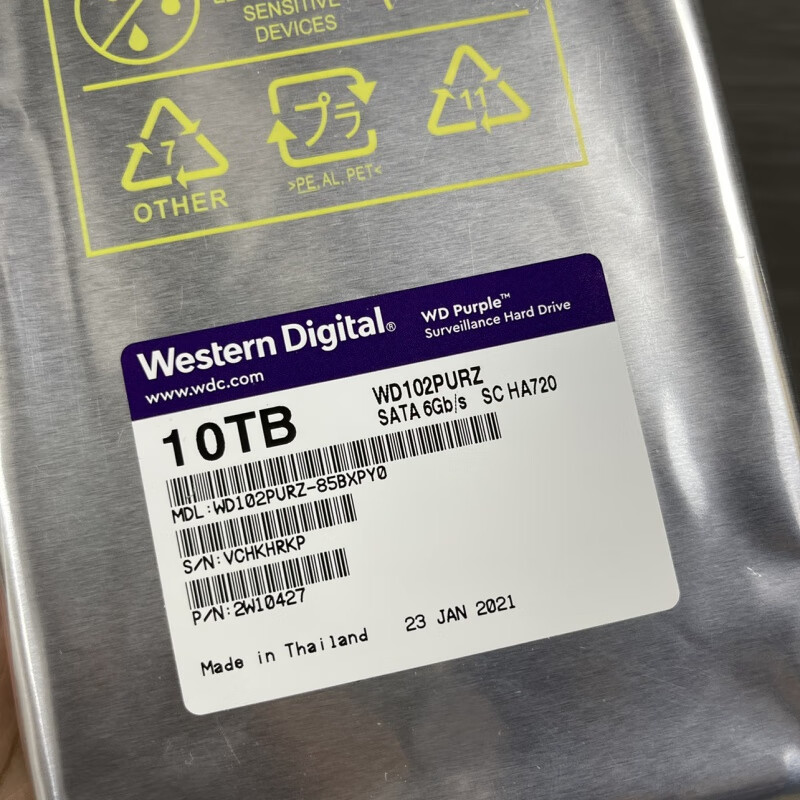 SENSITIVE
DEVICES
7
OTHER
プラ
>PE, AL, PET<
11
Western Digital®
www.wdc.com
WD Purple™
Surveillance Hard Drive
10TB
WD102PURZ
SATA 6Gb/s SC HA720
MDL:WD102PURZ-85BXPY0
S/N:VCHKHRKP
P/N:2W10427
Made in Thailand
23 JAN 2021